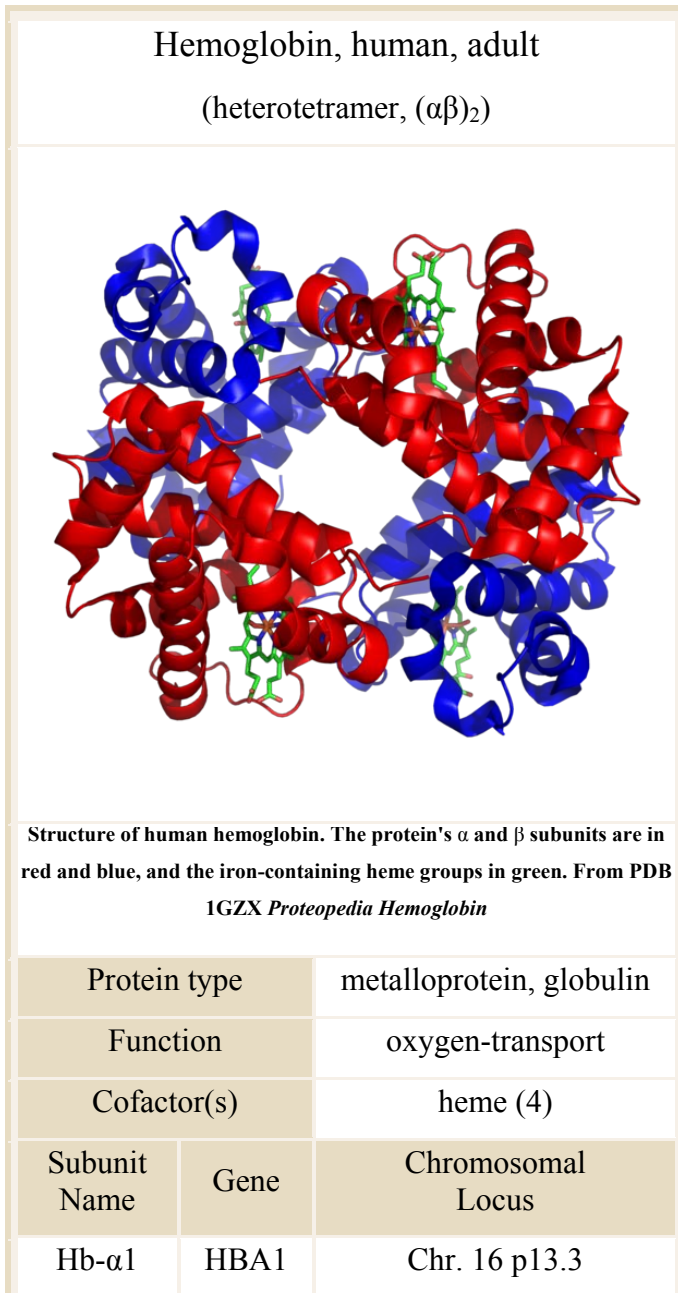 Hemoglobin, human, adult
(heterotetramer, (αβ)₂)
Structure of human hemoglobin. The protein's α and β subunits are in
red and blue, and the iron-containing heme groups in green. From PDB
1GZX Proteopedia Hemoglobin
Protein type metalloprotein, globulin
Function oxygen-transport
Cofactor(s) heme (4)
Subunit Name Gene Chromosomal Locus
Hb-α1 HBA1 Chr. 16 p13.3